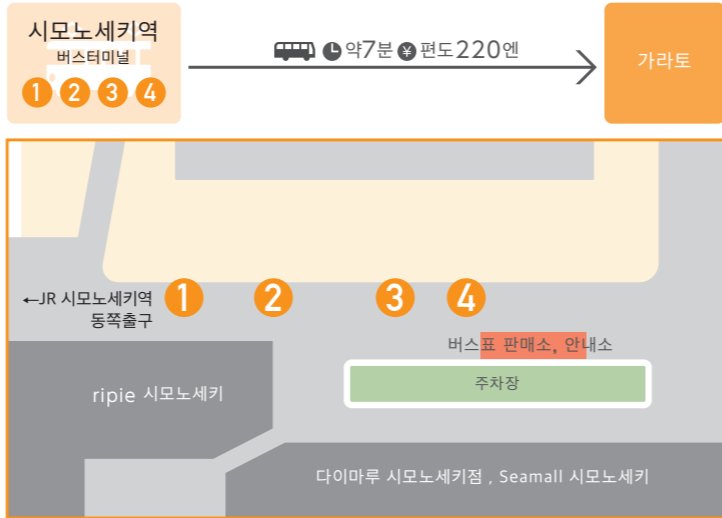 시모노세키역
버스터미널
1 2 3 4
약7분 ¥ 편도220엔
가라토
1 2 3 4
←JR 시모노세키역
동쪽출구
버스표 판매소, 안내소
주차장
ripie 시모노세키
다이마루 시모노세키점 , Seamall 시모노세키